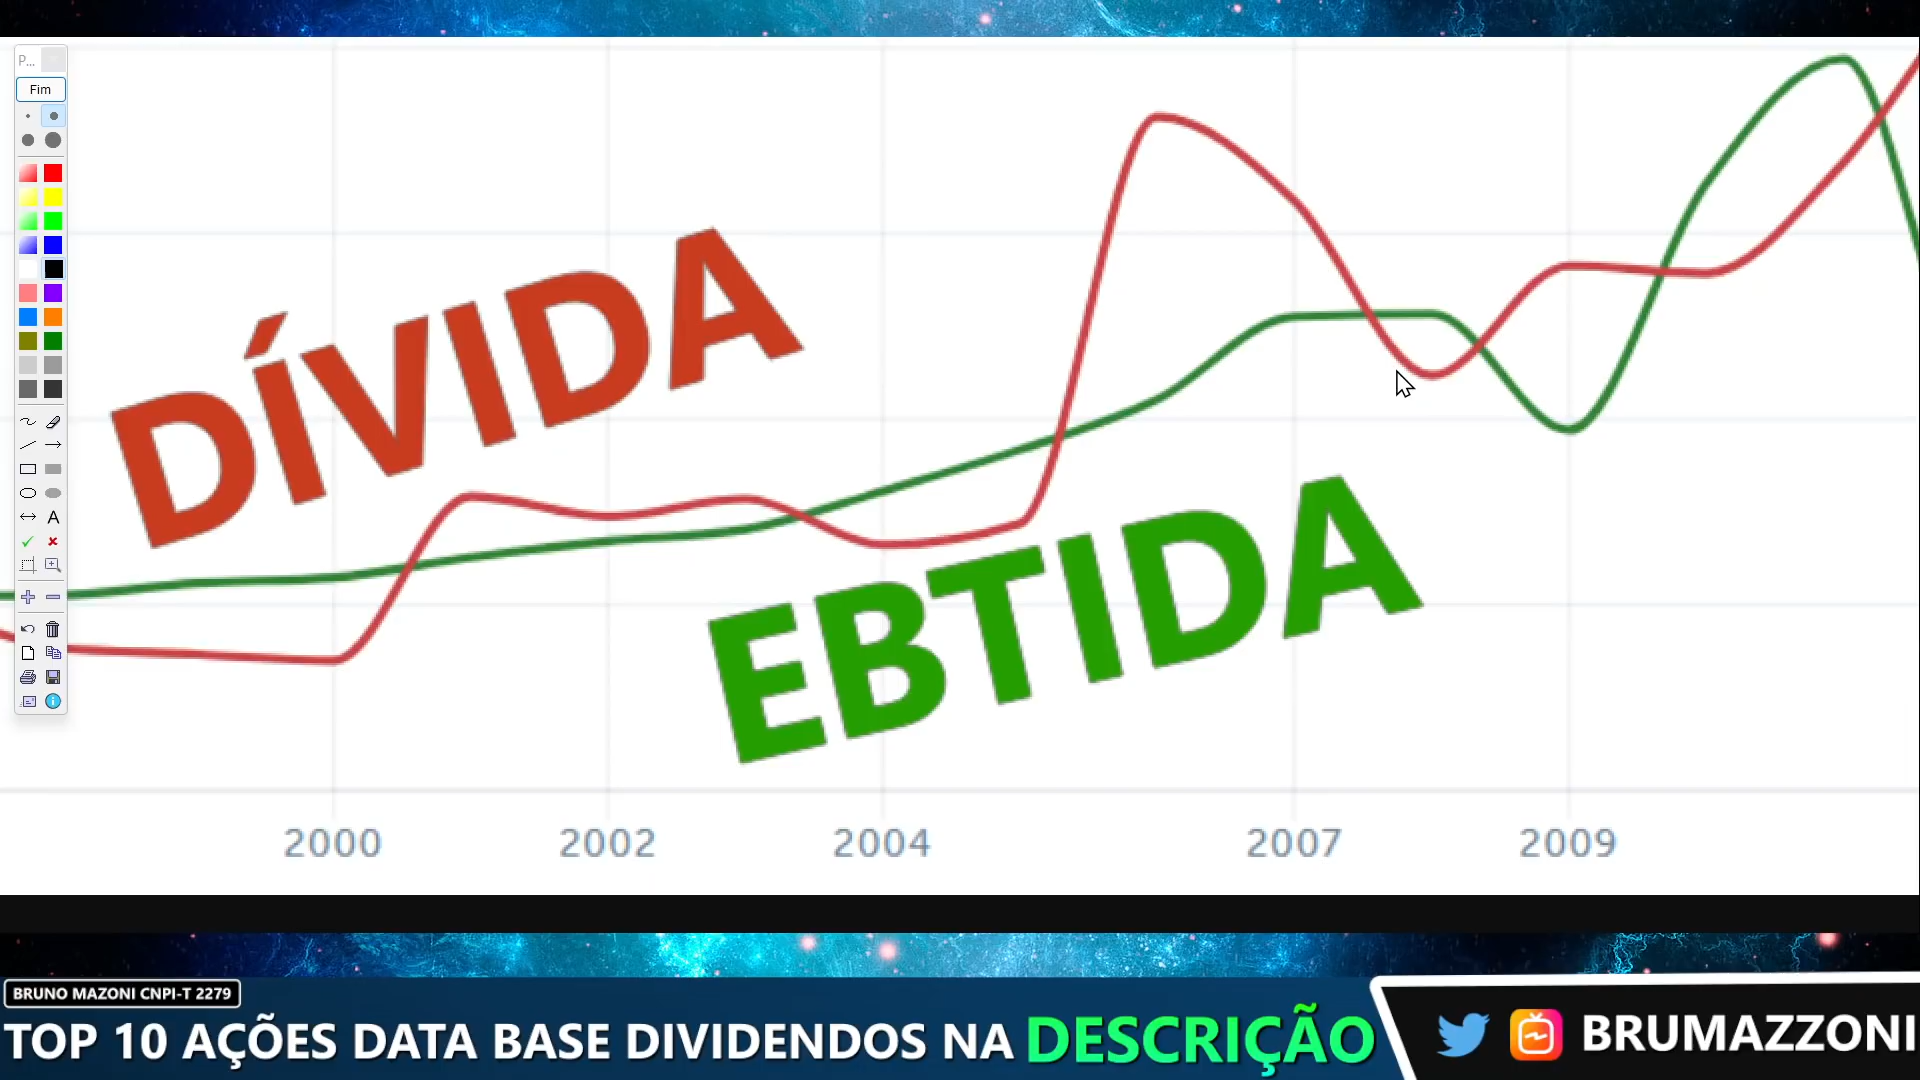 P...
Fim
A
DÍVIDA
EBTIDA
2000 2002 2004 2007 2009
BRUNO MAZONI CNPI-T 2279
TOP 10 AÇÕES DATA BASE DIVIDENDOS NA DESCRIÇÃO
BRUMAZZONI